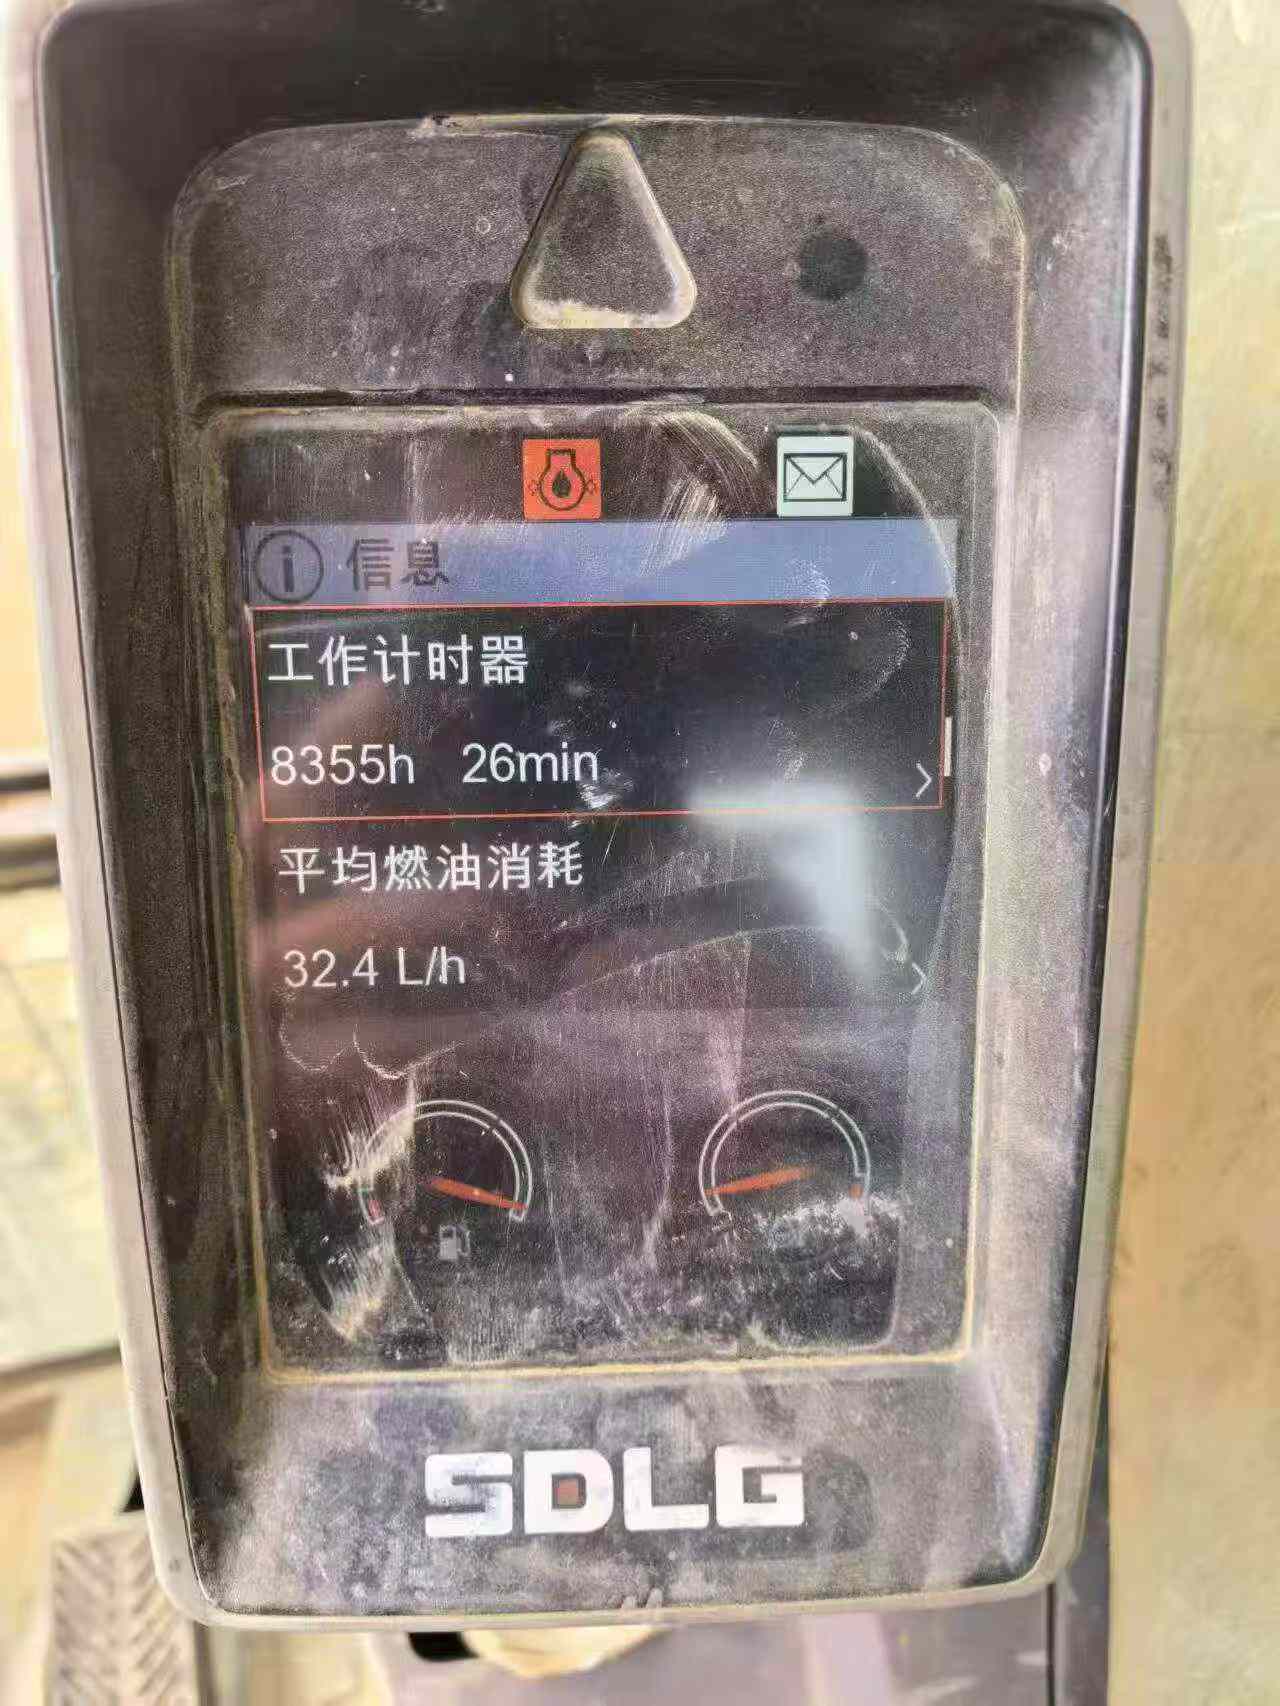 信息
工作计时器
8355h 26min
平均燃油消耗
32.4 L/h
SDLG